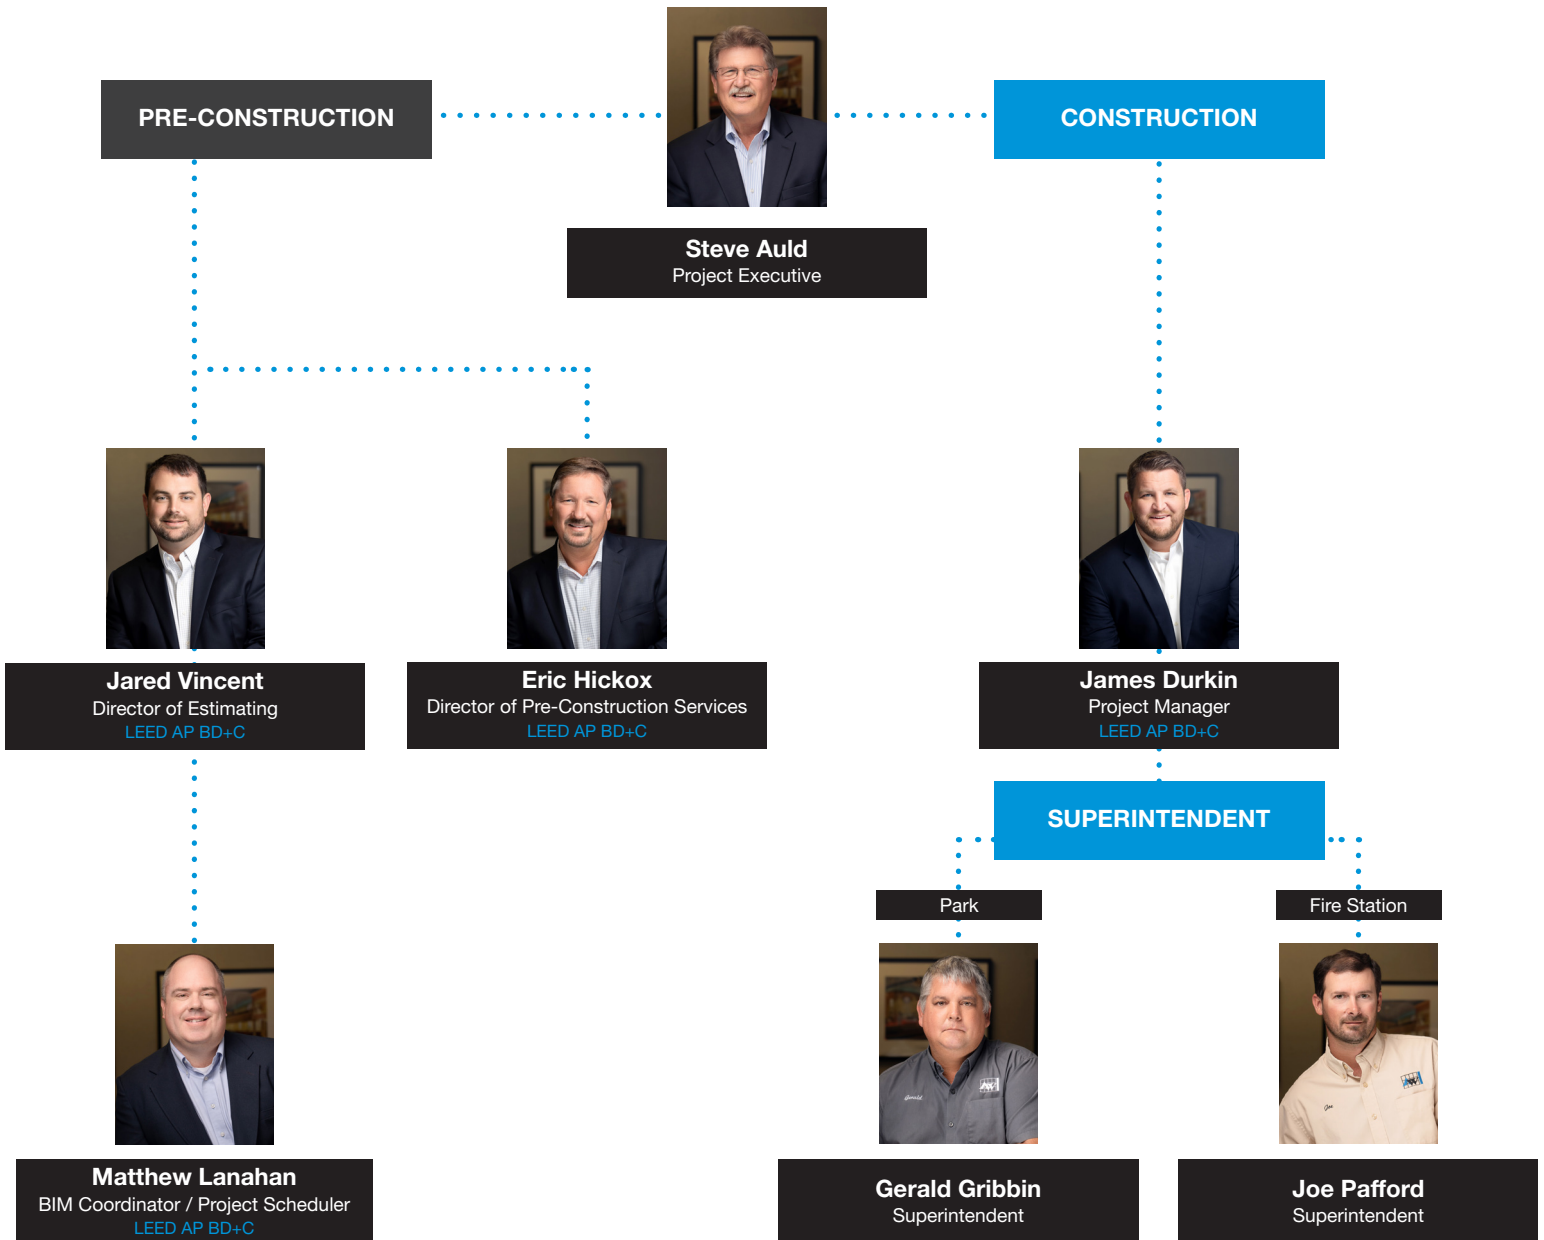 PRE-CONSTRUCTION
CONSTRUCTION
Steve Auld
Project Executive
Jared Vincent
Director of Estimating
LEED AP BD+C
Eric Hickox
Director of Pre-Construction Services
LEED AP BD+C
James Durkin
Project Manager
LEED AP BD+C
SUPERINTENDENT
Park
Fire Station
Gerald
Joe
Matthew Lanahan
BIM Coordinator / Project Scheduler
LEED AP BD+C
Gerald Gribbin
Superintendent
Joe Pafford
Superintendent